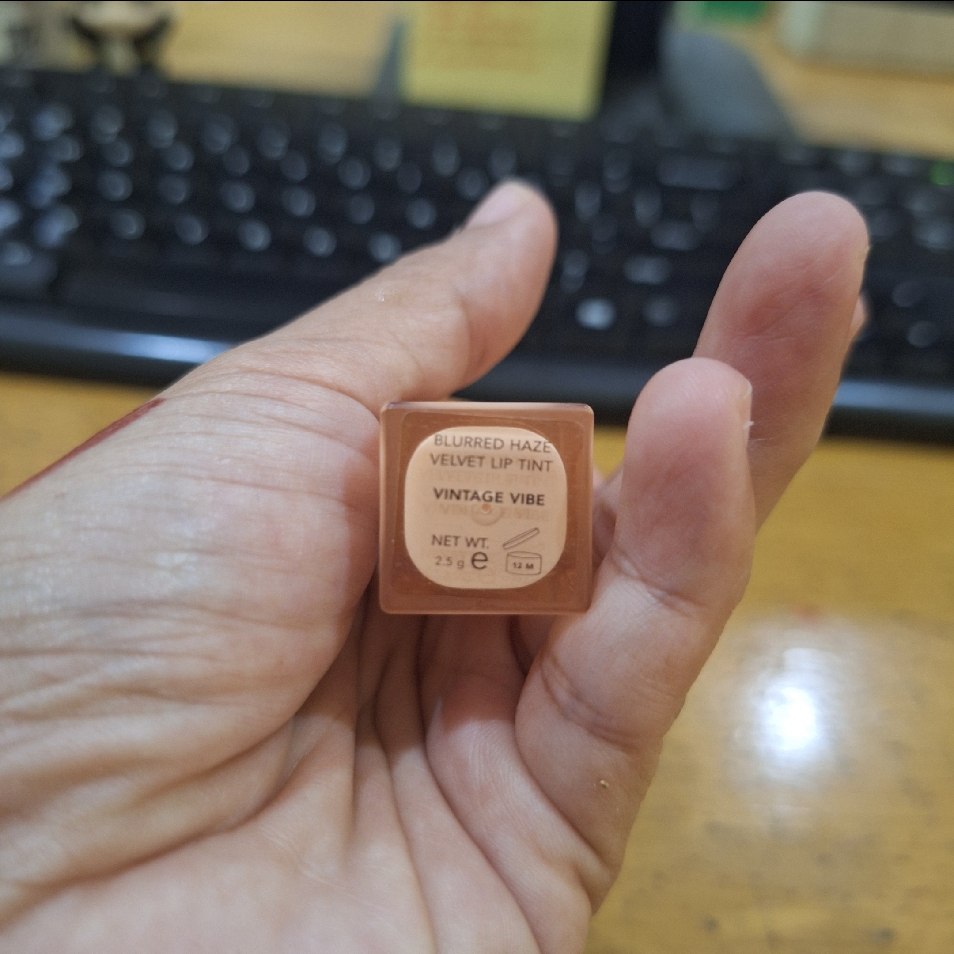 BLURRED HAZE
VELVET LIP TINT
VINTAGE VIBE
NET WT.
2.5 g e
12 M